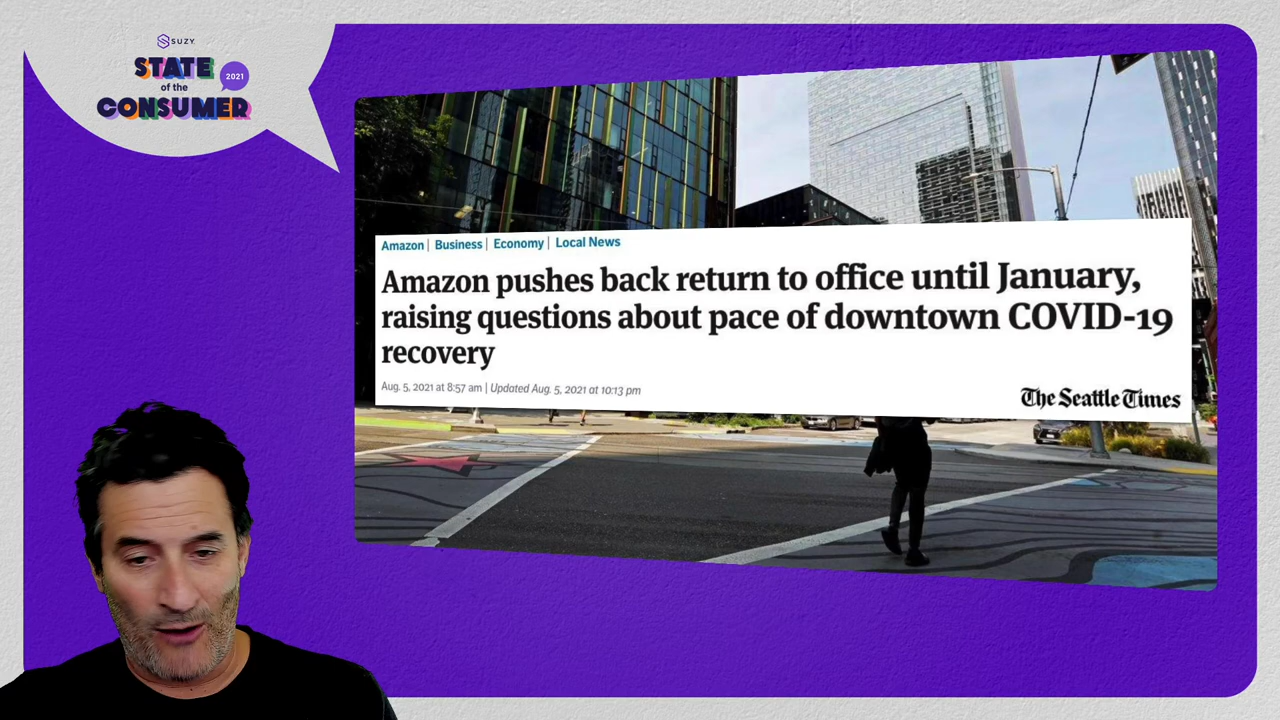 SUZY
STATE
of the
CONSUMER
2021
Amazon | Business | Economy | Local News
Amazon pushes back return to office until January,
raising questions about pace of downtown COVID-19
recovery
Aug. 5, 2021 at 8:57 am | Updated Aug. 5, 2021 at 10:13 pm
The Seattle Times